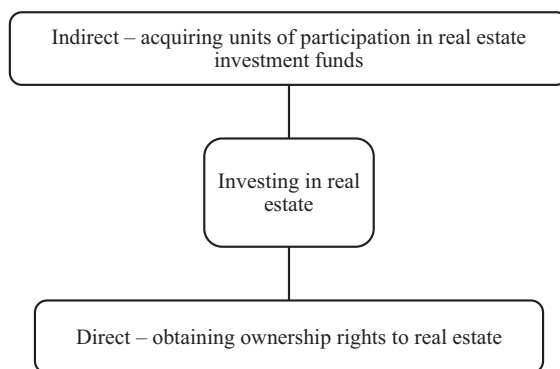 Indirect – acquiring units of participation in real estate
investment funds
Investing in real
estate
Direct – obtaining ownership rights to real estate